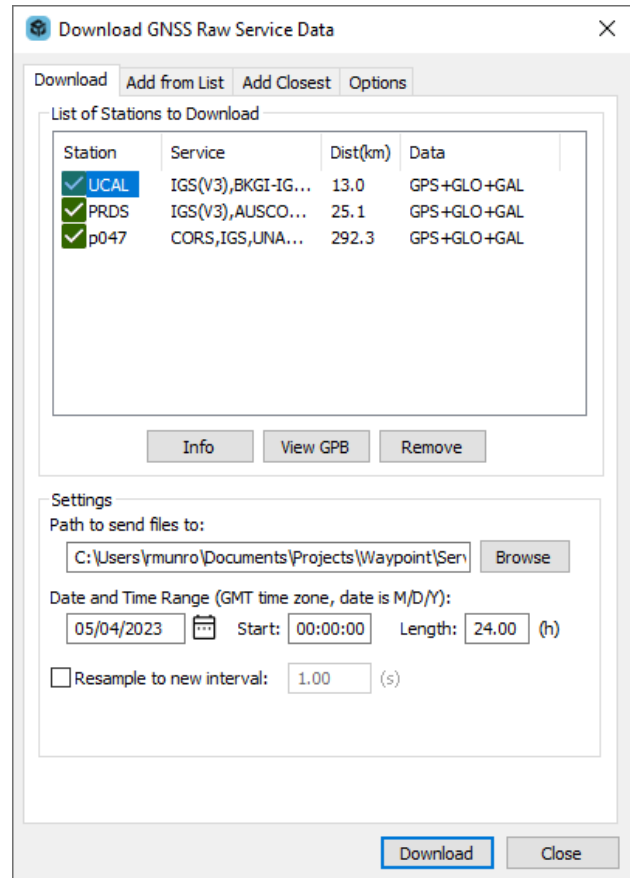 Download GNSS Raw Service Data
Download Add from List Add Closest Options
List of Stations to Download
Station Service Dist(km) Data
UCAL IGS(V3),BKGI-IG... 13.0 GPS+GLO+GAL
PRDS IGS(V3),AUSCO... 25.1 GPS+GLO+GAL
p047 CORS,IGS,UNA... 292.3 GPS+GLO+GAL
Info View GPB Remove
Settings
Path to send files to:
C:\Users\rmunro\Documents\Projects\Waypoint\Serv Browse
Date and Time Range (GMT time zone, date is M/D/Y):
05/04/2023 Start: 00:00:00 Length: 24.00 (h)
Resample to new interval: 1.00 (s)
Download Close